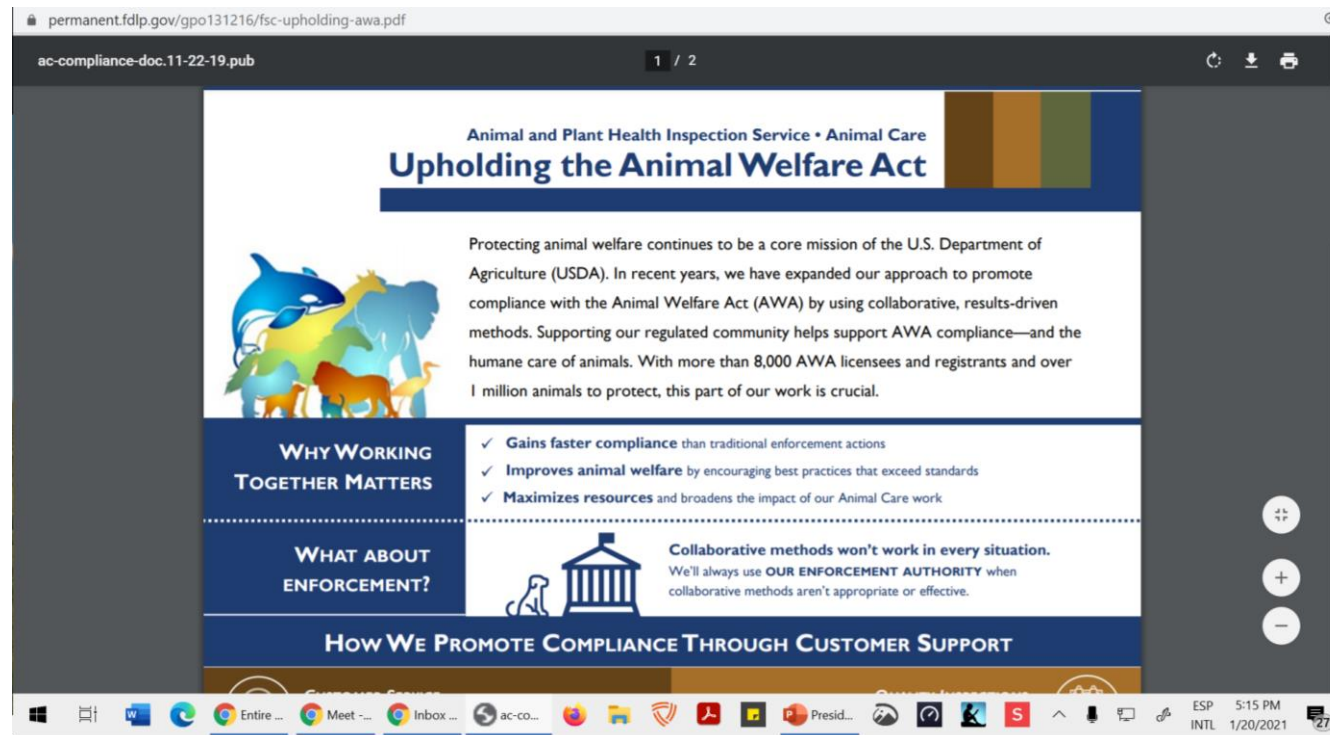 permanent.fdlp.gov/gpo131216/fsc-upholding-awa.pdf
ac-compliance-doc.11-22-19.pub
1 / 2
Animal and Plant Health Inspection Service • Animal Care
Upholding the Animal Welfare Act
Protecting animal welfare continues to be a core mission of the U.S. Department of
Agriculture (USDA). In recent years, we have expanded our approach to promote
compliance with the Animal Welfare Act (AWA) by using collaborative, results-driven
methods. Supporting our regulated community helps support AWA compliance—and the
humane care of animals. With more than 8,000 AWA licensees and registrants and over
1 million animals to protect, this part of our work is crucial.
WHY WORKING
TOGETHER MATTERS
✓ Gains faster compliance than traditional enforcement actions
✓ Improves animal welfare by encouraging best practices that exceed standards
✓ Maximizes resources and broadens the impact of our Animal Care work
WHAT ABOUT
ENFORCEMENT?
Collaborative methods won't work in every situation.
We'll always use OUR ENFORCEMENT AUTHORITY when
collaborative methods aren't appropriate or effective.
HOW WE PROMOTE COMPLIANCE THROUGH CUSTOMER SUPPORT
Entire ...
Meet -...
Inbox ...
ac-co...
Presid...
S
ESP
INTL
5:15 PM
1/20/2021
27